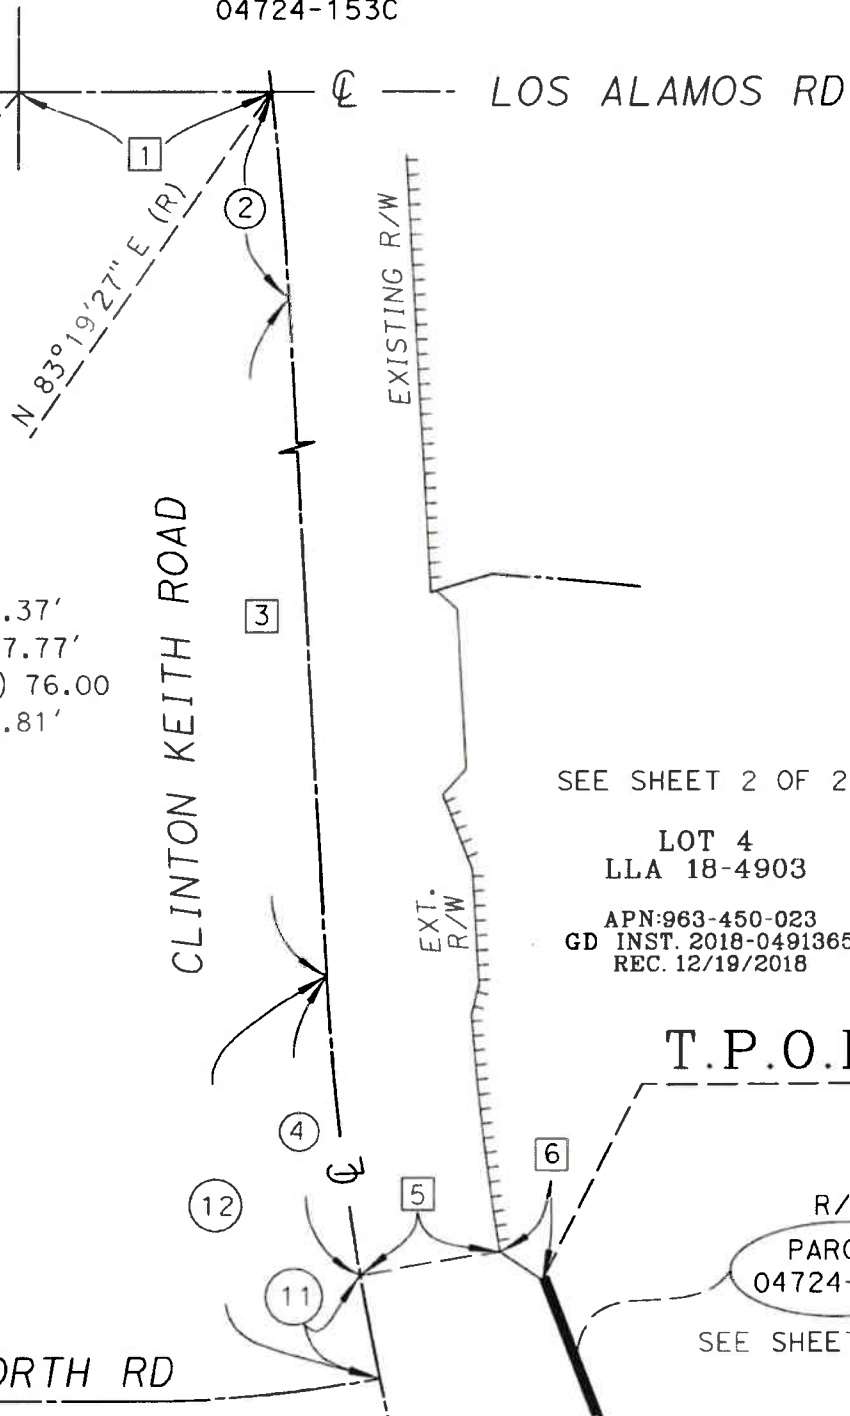 04724-153C
℄ LOS ALAMOS RD
1
2
N 83°19'27" E (R)
EXISTING R/W
CLINTON KEITH ROAD
3
.37'
7.77'
) 76.00
.81'
SEE SHEET 2 OF 2
LOT 4
LLA 18-4903
APN:963-450-023
GD INST. 2018-0491365
REC. 12/19/2018
EXT.
R/W
T.P.O.
4
℄
6
5
12
R/
PARC
04724-
11
SEE SHEET
ORTH RD